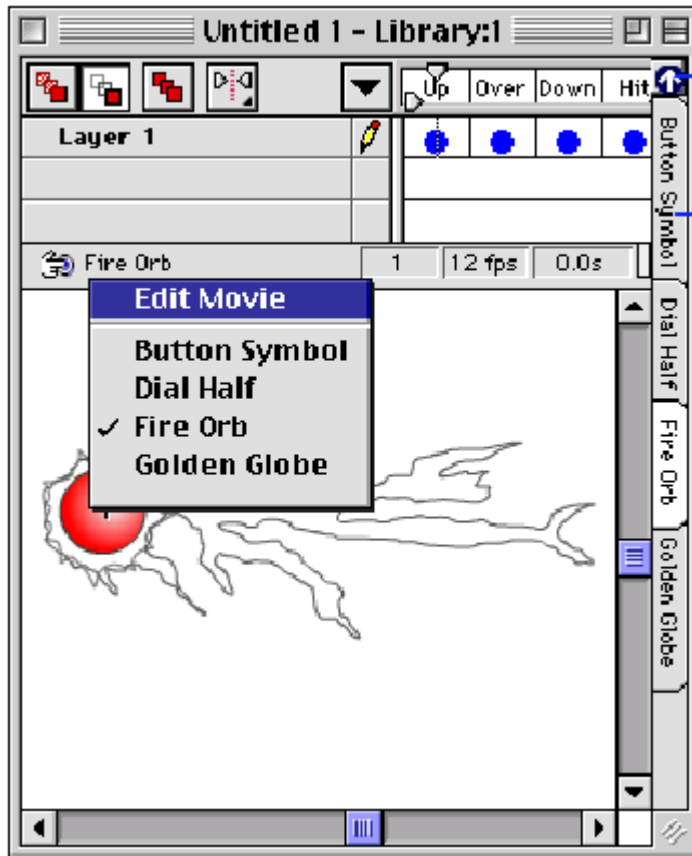 Untitled 1 - Library:1
Up Over Down Hit
Layer 1
Fire Orb 1 12 fps 0.0s
Edit Movie
Button Symbol
Dial Half
Fire Orb
Golden Globe
Button Symbol
Dial Half
Fire Orb
Golden Globe